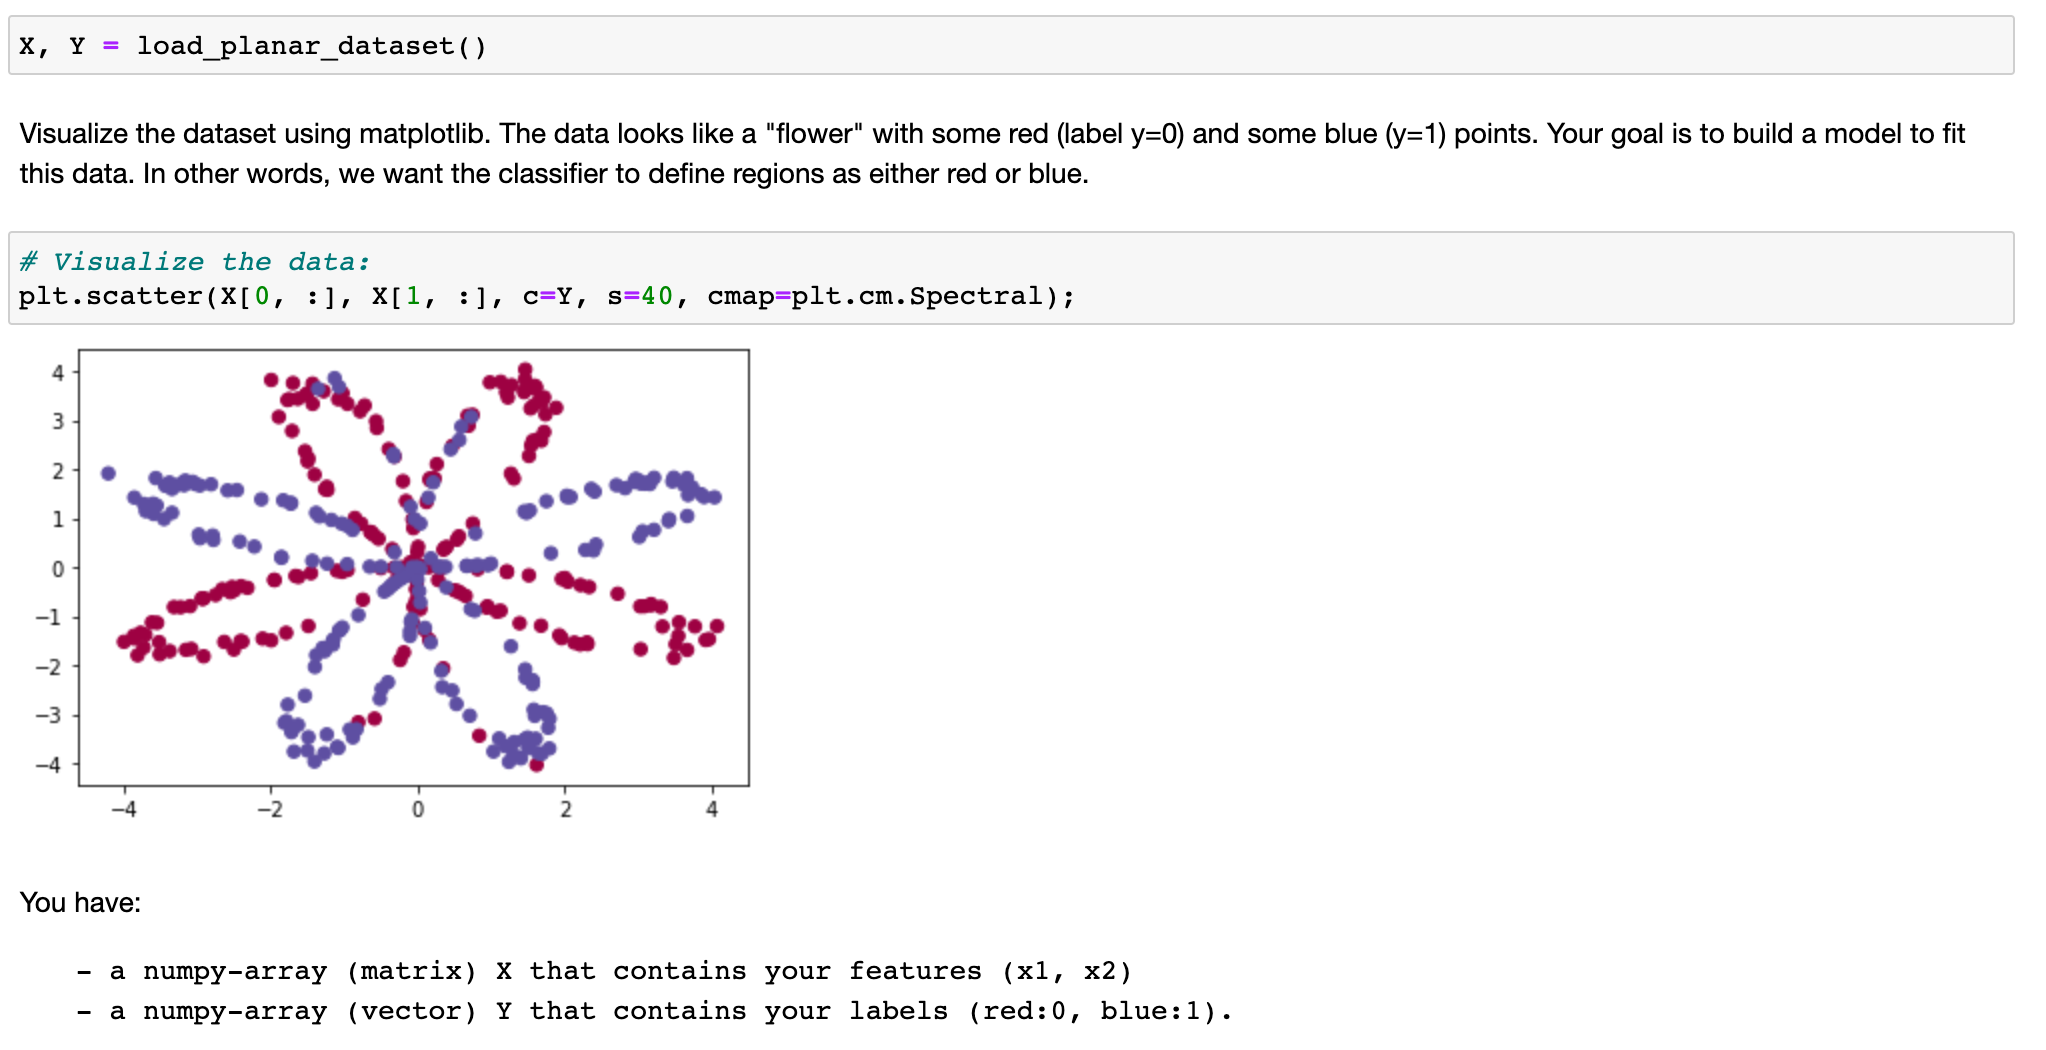 X, Y = load_planar_dataset()
Visualize the dataset using matplotlib. The data looks like a "flower" with some red (label y=0) and some blue (y=1) points. Your goal is to build a model to fit
this data. In other words, we want the classifier to define regions as either red or blue.
# Visualize the data:
plt.scatter(X[0, :], X[1, :], c=Y, s=40, cmap=plt.cm.Spectral);
4
3
2
1
0
−1
−2
−3
−4
−4 −2 0 2 4
You have:
- a numpy-array (matrix) X that contains your features (x1, x2)
- a numpy-array (vector) Y that contains your labels (red:0, blue:1).